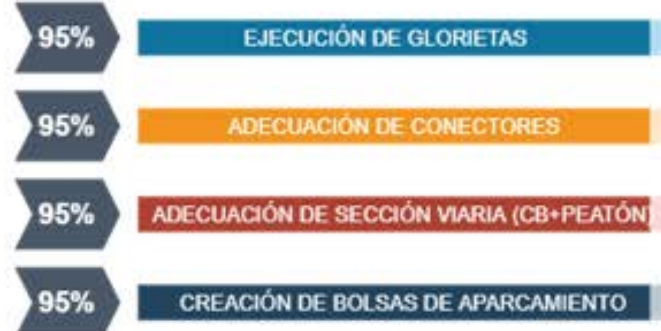 95% EJECUCIÓN DE GLORIETAS
95% ADECUACIÓN DE CONECTORES
95% ADECUACIÓN DE SECCIÓN VIARIA (CB+PEATÓN)
95% CREACIÓN DE BOLSAS DE APARCAMIENTO